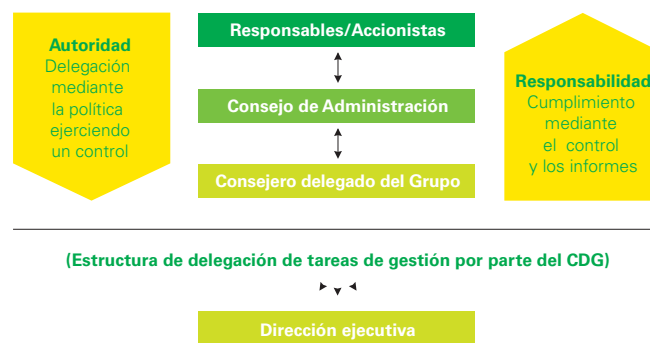 Autoridad
Delegación
mediante
la política
ejerciendo
un control
Responsables/Accionistas
Consejo de Administración
Consejero delegado del Grupo
Responsabilidad
Cumplimiento
mediante
el control
y los informes
(Estructura de delegación de tareas de gestión por parte del CDG)
Dirección ejecutiva